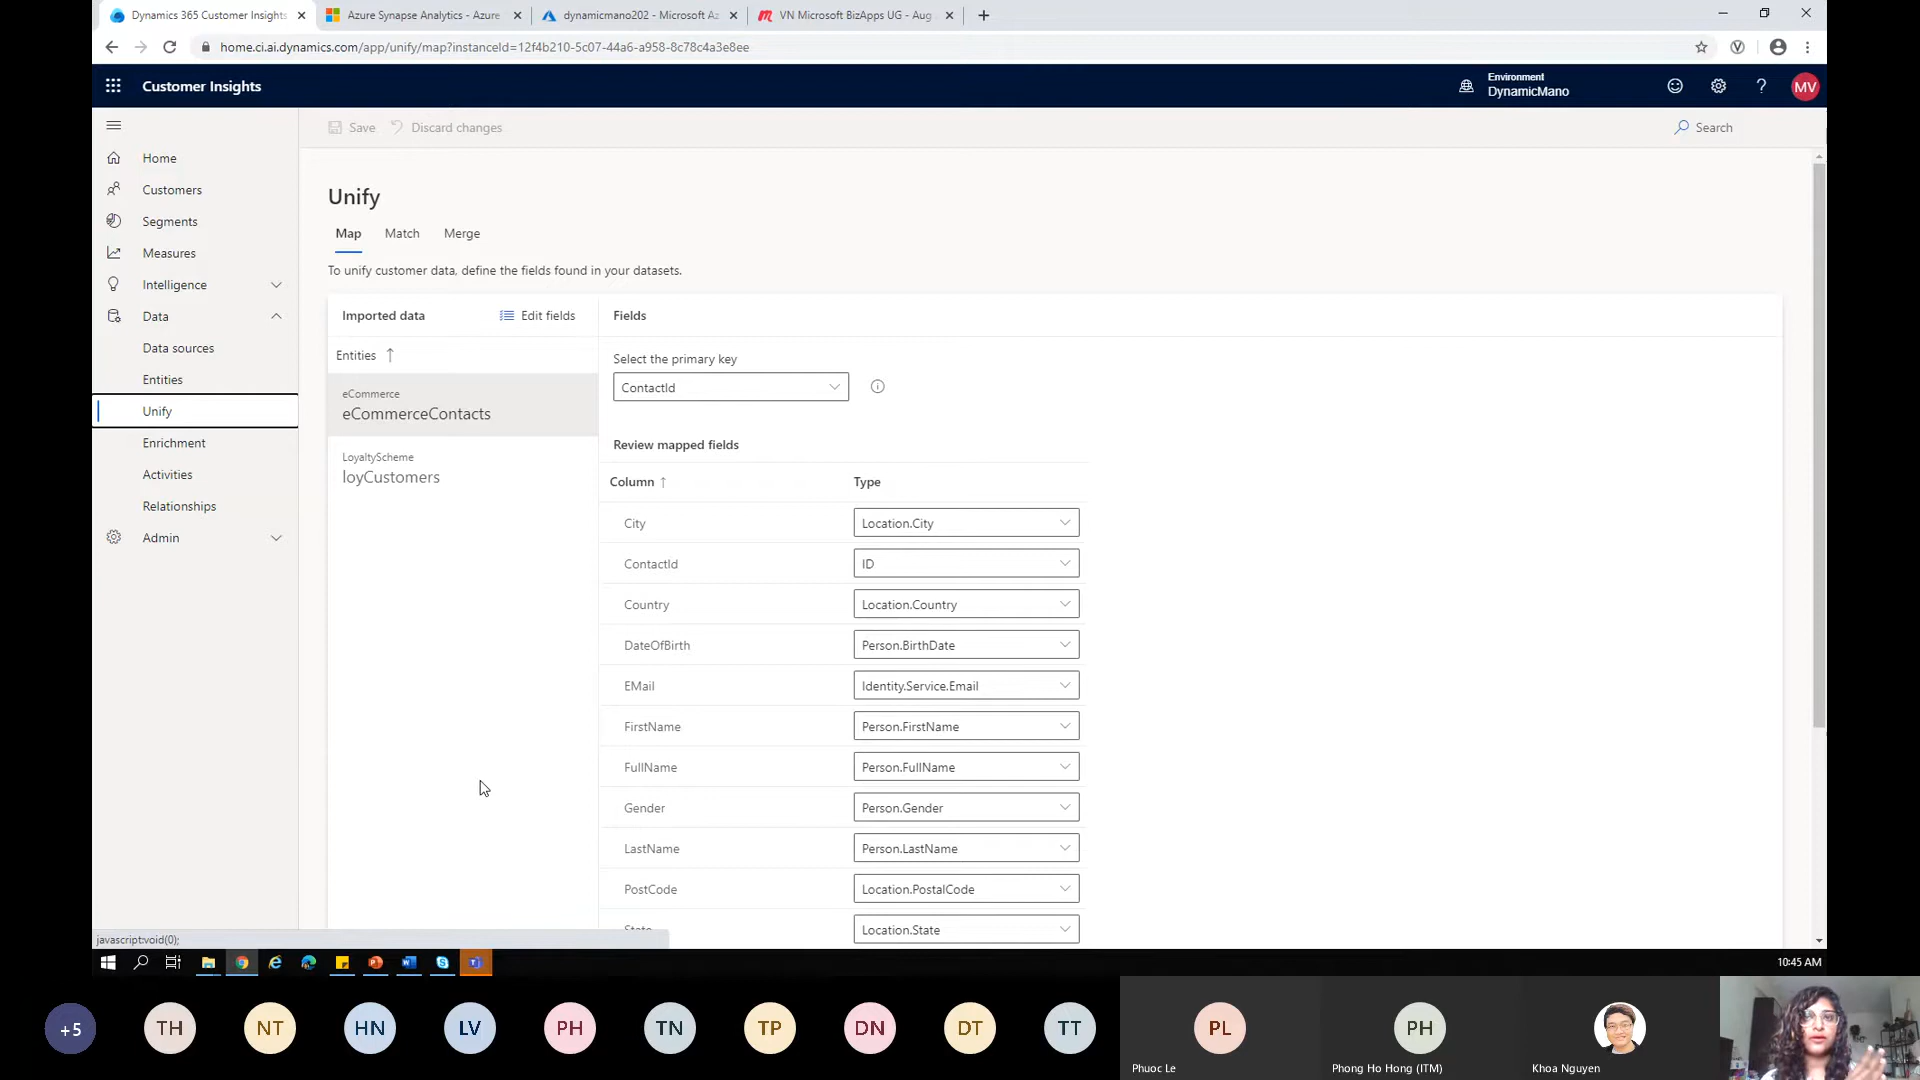 Dynamics 365 Customer Insights
Azure Synapse Analytics - Azure
dynamicmano202 - Microsoft Az
VN Microsoft BizApps UG - Aug
home.ci.ai.dynamics.com/app/unify/map?instanceId=12f4b210-5c07-44a6-a958-8c78c4a3e8ee
Customer Insights
Environment
DynamicMano
?
MV
Save
Discard changes
Search
Home
Customers
Segments
Measures
Intelligence
Data
Data sources
Entities
Unify
Enrichment
Activities
Relationships
Admin
Unify
Map Match Merge
To unify customer data, define the fields found in your datasets.
Imported data
Edit fields
Entities
eCommerce
eCommerceContacts
LoyaltyScheme
loyCustomers
Fields
Select the primary key
ContactId
Review mapped fields
Column Type
City Location.City
ContactId ID
Country Location.Country
DateOfBirth Person.BirthDate
EMail Identity.Service.Email
FirstName Person.FirstName
FullName Person.FullName
Gender Person.Gender
LastName Person.LastName
PostCode Location.PostalCode
State Location.State
javascript:void(0);
10:45 AM
+5 TH NT HN LV PH TN TP DN DT TT PL PH
Phuoc Le
Phong Ho Hong (ITM)
Khoa Nguyen